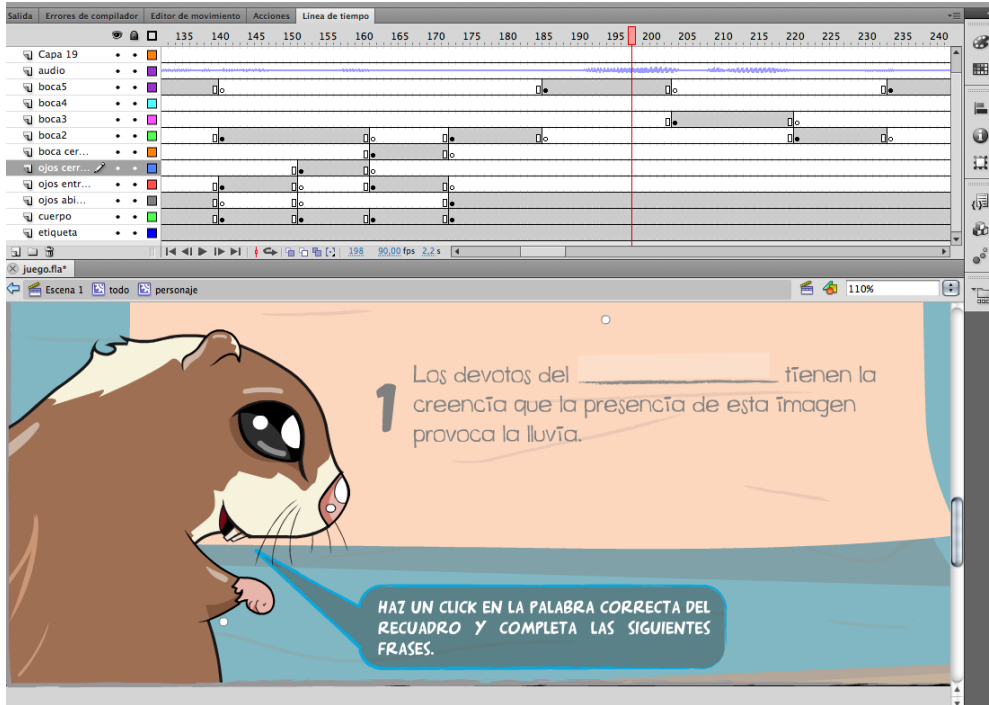 Salida Errores de compilador Editor de movimiento Acciones Línea de tiempo
135 140 145 150 155 160 165 170 175 180 185 190 195 200 205 210 215 220 225 230 235 240
Capa 19
audio
boca5
boca4
boca3
boca2
boca cer...
ojos cerr...
ojos entr...
ojos abi...
cuerpo
etiqueta
198 90,00 fps 2,2 s
juego.fla*
Escena 1 todo personaje 110%
1 Los devotos del tienen la
creencia que la presencia de esta imagen
provoca la lluvia.
HAZ UN CLICK EN LA PALABRA CORRECTA DEL
RECUADRO Y COMPLETA LAS SIGUIENTES
FRASES.